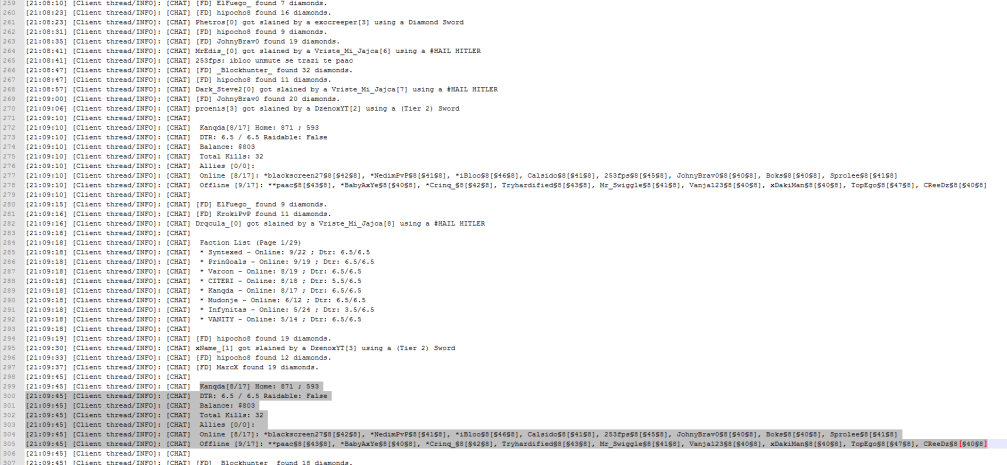 259 [21:08:10] [Client thread/INFO]: [CHAT] [FD] ElFuego_ found 7 diamonds.
260 [21:08:23] [Client thread/INFO]: [CHAT] [FD] hipocho8 found 16 diamonds.
261 [21:08:23] [Client thread/INFO]: [CHAT] Phetros[0] got slained by a exocreeper[3] using a Diamond Sword
262 [21:08:31] [Client thread/INFO]: [CHAT] [FD] hipocho8 found 9 diamonds.
263 [21:08:35] [Client thread/INFO]: [CHAT] [FD] JohnyBrav0 found 19 diamonds.
264 [21:08:41] [Client thread/INFO]: [CHAT] MrEdis_[0] got slained by a Vriste_Mi_Jajca[6] using a #HAIL HITLER
265 [21:08:41] [Client thread/INFO]: [CHAT] 253fps: ibloo unmute se trazi te paao
266 [21:08:47] [Client thread/INFO]: [CHAT] [FD] _Blockhunter_ found 32 diamonds.
267 [21:08:47] [Client thread/INFO]: [CHAT] [FD] hipocho8 found 11 diamonds.
268 [21:08:57] [Client thread/INFO]: [CHAT] Dark_Steve2[0] got slained by a Vriste_Mi_Jajca[7] using a #HAIL HITLER
269 [21:09:00] [Client thread/INFO]: [CHAT] [FD] JohnyBrav0 found 20 diamonds.
270 [21:09:06] [Client thread/INFO]: [CHAT] proenis[3] got slained by a DzenoxYT[2] using a (Tier 2) Sword
271 [21:09:10] [Client thread/INFO]: [CHAT]
272 [21:09:10] [Client thread/INFO]: [CHAT] Kanqda[8/17] Home: 871 ; 593
273 [21:09:10] [Client thread/INFO]: [CHAT] DTR: 6.5 / 6.5 Raidable: False
274 [21:09:10] [Client thread/INFO]: [CHAT] Balance: $803
275 [21:09:10] [Client thread/INFO]: [CHAT] Total Kills: 32
276 [21:09:10] [Client thread/INFO]: [CHAT] Allies [0/0]:
277 [21:09:10] [Client thread/INFO]: [CHAT] Online [8/17]: *blackscreen27§8[§42§8], *NedimPvP§8[§41§8], *iBloo§8[§46§8], Calsido§8[§41§8], 253fps§8[§45§8], JohnyBrav0§8[§40§8], Boks§8[§40§8], Sprolee§8[§41§8]
278 [21:09:10] [Client thread/INFO]: [CHAT] Offline [9/17]: **paac§8[§43§8], *BabyAxYe§8[§40§8], *Crinq_§8[§42§8], Tryhardified§8[§43§8], Mr_Swiggle§8[§41§8], Vanja123§8[§40§8], xDakiMan§8[§40§8], TopEgo§8[§47§8], CReeDz§8[§40§8]
279 [21:09:10] [Client thread/INFO]: [CHAT]
280 [21:09:15] [Client thread/INFO]: [CHAT] [FD] ElFuego_ found 9 diamonds.
281 [21:09:16] [Client thread/INFO]: [CHAT] [FD] KrokiPvP found 11 diamonds.
282 [21:09:16] [Client thread/INFO]: [CHAT] Drqcula_[0] got slained by a Vriste_Mi_Jajca[8] using a #HAIL HITLER
283 [21:09:18] [Client thread/INFO]: [CHAT]
284 [21:09:18] [Client thread/INFO]: [CHAT] Faction List (Page 1/29)
285 [21:09:18] [Client thread/INFO]: [CHAT] * Syntexed - Online: 9/22 ; Dtr: 6.5/6.5
286 [21:09:18] [Client thread/INFO]: [CHAT] * PrinGoals - Online: 9/19 ; Dtr: 6.5/6.5
287 [21:09:18] [Client thread/INFO]: [CHAT] * Varoon - Online: 8/19 ; Dtr: 6.5/6.5
288 [21:09:18] [Client thread/INFO]: [CHAT] * CITERI - Online: 8/18 ; Dtr: 5.5/6.5
289 [21:09:18] [Client thread/INFO]: [CHAT] * Kanqda - Online: 8/17 ; Dtr: 6.5/6.5
290 [21:09:18] [Client thread/INFO]: [CHAT] * Mudonje - Online: 6/12 ; Dtr: 6.5/6.5
291 [21:09:18] [Client thread/INFO]: [CHAT] * Infynitas - Online: 5/24 ; Dtr: 3.5/6.5
292 [21:09:18] [Client thread/INFO]: [CHAT] * VANITY - Online: 5/14 ; Dtr: 6.5/6.5
293 [21:09:18] [Client thread/INFO]: [CHAT]
294 [21:09:19] [Client thread/INFO]: [CHAT] [FD] hipocho8 found 19 diamonds.
295 [21:09:30] [Client thread/INFO]: [CHAT] xName_[1] got slained by a DzenoxYT[3] using a (Tier 2) Sword
296 [21:09:33] [Client thread/INFO]: [CHAT] [FD] hipocho8 found 12 diamonds.
297 [21:09:37] [Client thread/INFO]: [CHAT] [FD] MarcX found 19 diamonds.
298 [21:09:45] [Client thread/INFO]: [CHAT]
299 [21:09:45] [Client thread/INFO]: [CHAT] Kanqda[8/17] Home: 871 ; 593
300 [21:09:45] [Client thread/INFO]: [CHAT] DTR: 6.5 / 6.5 Raidable: False
301 [21:09:45] [Client thread/INFO]: [CHAT] Balance: $803
302 [21:09:45] [Client thread/INFO]: [CHAT] Total Kills: 32
303 [21:09:45] [Client thread/INFO]: [CHAT] Allies [0/0]:
304 [21:09:45] [Client thread/INFO]: [CHAT] Online [8/17]: *blackscreen27§8[§42§8], *NedimPvP§8[§41§8], *iBloo§8[§46§8], Calsido§8[§41§8], 253fps§8[§45§8], JohnyBrav0§8[§40§8], Boks§8[§40§8], Sprolee§8[§41§8]
305 [21:09:45] [Client thread/INFO]: [CHAT] Offline [9/17]: **paac§8[§43§8], *BabyAxYe§8[§40§8], *Crinq_§8[§42§8], Tryhardified§8[§43§8], Mr_Swiggle§8[§41§8], Vanja123§8[§40§8], xDakiMan§8[§40§8], TopEgo§8[§47§8], CReeDz§8[§40§8]
306 [21:09:45] [Client thread/INFO]: [CHAT]
307 [21:09:45] [Client thread/INFO]: [CHAT] [FD] _Blockhunter_ found 18 diamonds.